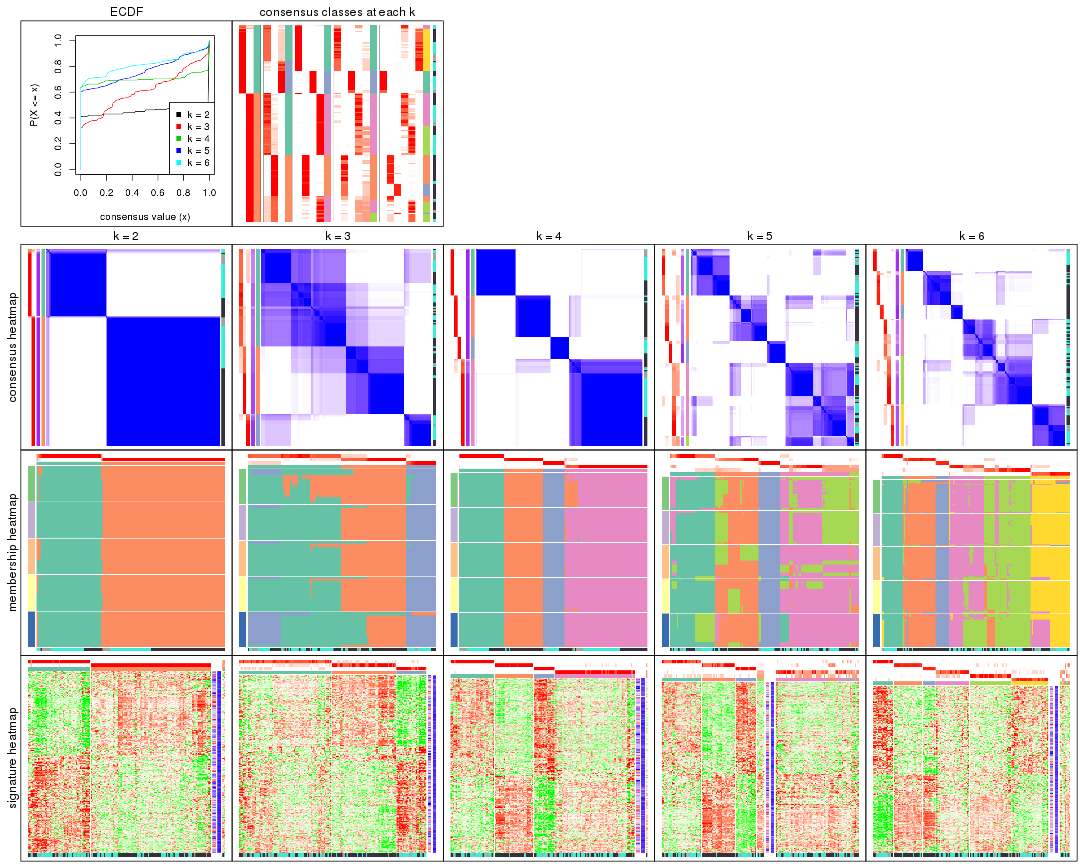 ECDF
consensus classes at each k
P(X <= x)
0.0 0.2 0.4 0.6 0.8 1.0
k = 2
k = 3
k = 4
k = 5
k = 6
0.0 0.2 0.4 0.6 0.8 1.0
consensus value (x)
k = 2
k = 3
k = 4
k = 5
k = 6
consensus heatmap
membership heatmap
signature heatmap